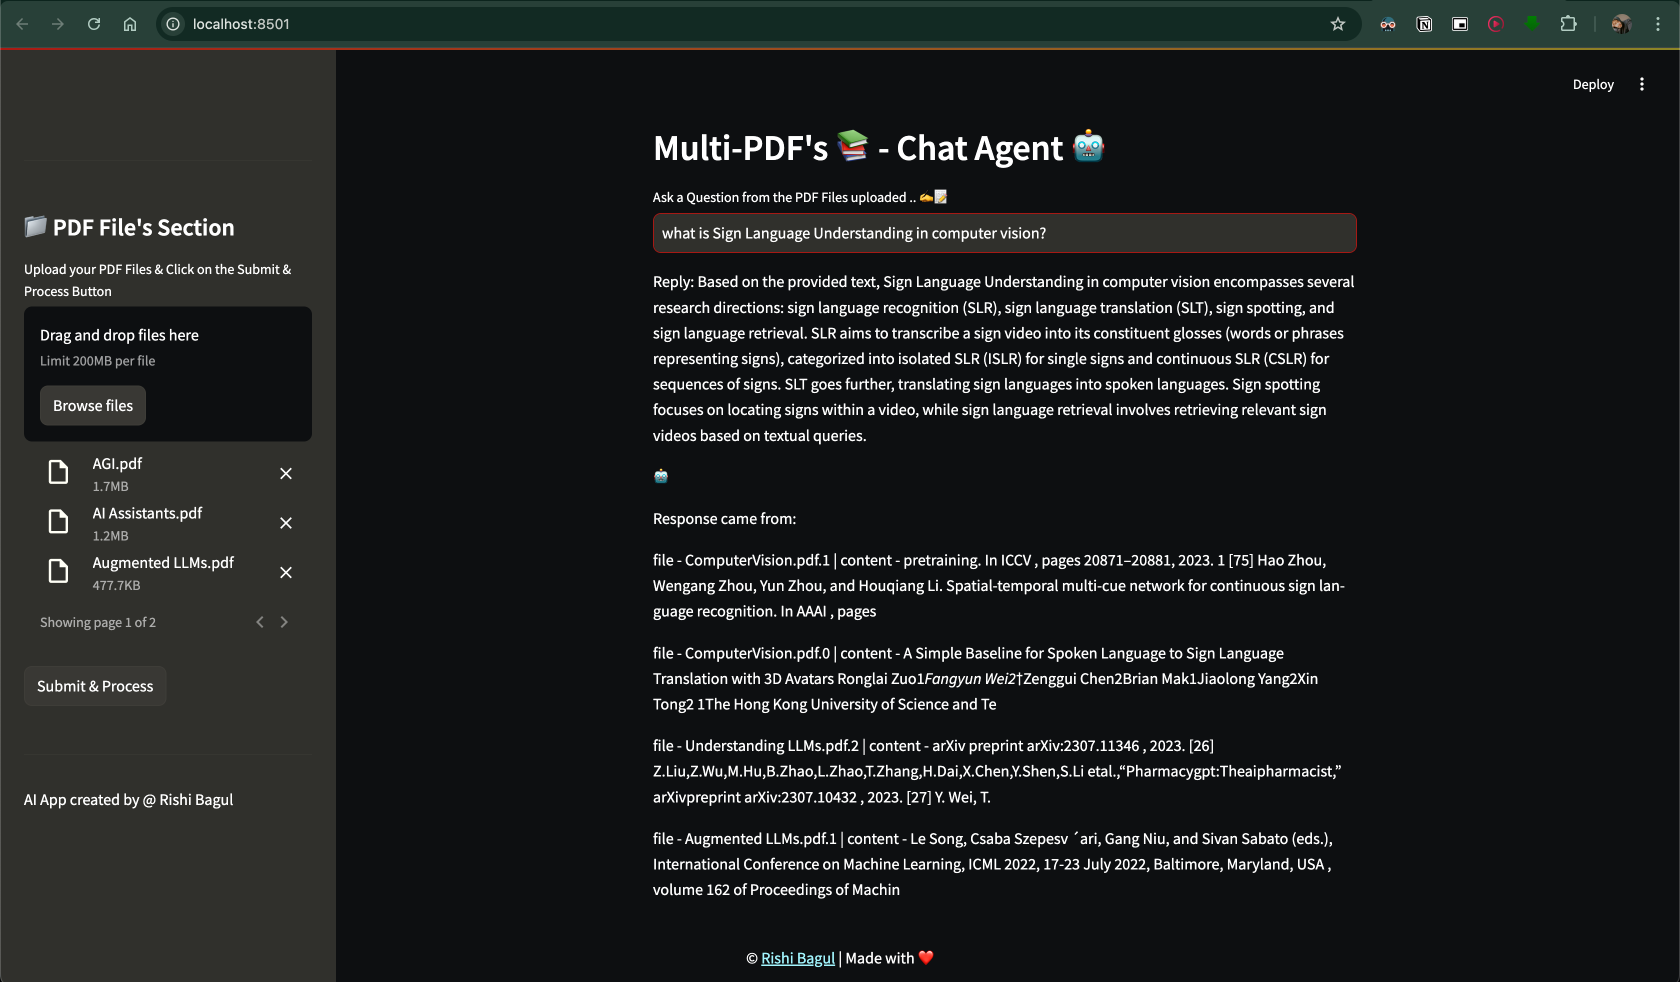 localhost:8501
Deploy
PDF File's Section
Upload your PDF Files & Click on the Submit &
Process Button
Drag and drop files here
Limit 200MB per file
Browse files
AGI.pdf
1.7MB
AI Assistants.pdf
1.2MB
Augmented LLMs.pdf
477.7KB
Showing page 1 of 2
Submit & Process
AI App created by @ Rishi Bagul
Multi-PDF's 📚 - Chat Agent 🤖
Ask a Question from the PDF Files uploaded .. ✍️📝
what is Sign Language Understanding in computer vision?
Reply: Based on the provided text, Sign Language Understanding in computer vision encompasses several
research directions: sign language recognition (SLR), sign language translation (SLT), sign spotting, and
sign language retrieval. SLR aims to transcribe a sign video into its constituent glosses (words or phrases
representing signs), categorized into isolated SLR (ISLR) for single signs and continuous SLR (CSLR) for
sequences of signs. SLT goes further, translating sign languages into spoken languages. Sign spotting
focuses on locating signs within a video, while sign language retrieval involves retrieving relevant sign
videos based on textual queries.
🤖
Response came from:
file - ComputerVision.pdf.1 | content - pretraining. In ICCV , pages 20871–20881, 2023. 1 [75] Hao Zhou,
Wengang Zhou, Yun Zhou, and Houqiang Li. Spatial-temporal multi-cue network for continuous sign lan-
guage recognition. In AAAI , pages
file - ComputerVision.pdf.0 | content - A Simple Baseline for Spoken Language to Sign Language
Translation with 3D Avatars Ronglai Zuo1Fangyun Wei2†Zenggui Chen2Brian Mak1Jiaolong Yang2Xin
Tong2 1The Hong Kong University of Science and Te
file - Understanding LLMs.pdf.2 | content - arXiv preprint arXiv:2307.11346 , 2023. [26]
Z.Liu,Z.Wu,M.Hu,B.Zhao,L.Zhao,T.Zhang,H.Dai,X.Chen,Y.Shen,S.Li etal.,“Pharmacygpt:Theaipharmacist,”
arXivpreprint arXiv:2307.10432 , 2023. [27] Y. Wei, T.
file - Augmented LLMs.pdf.1 | content - Le Song, Csaba Szepesv ´ari, Gang Niu, and Sivan Sabato (eds.),
International Conference on Machine Learning, ICML 2022, 17-23 July 2022, Baltimore, Maryland, USA ,
volume 162 of Proceedings of Machin
© Rishi Bagul | Made with ❤️